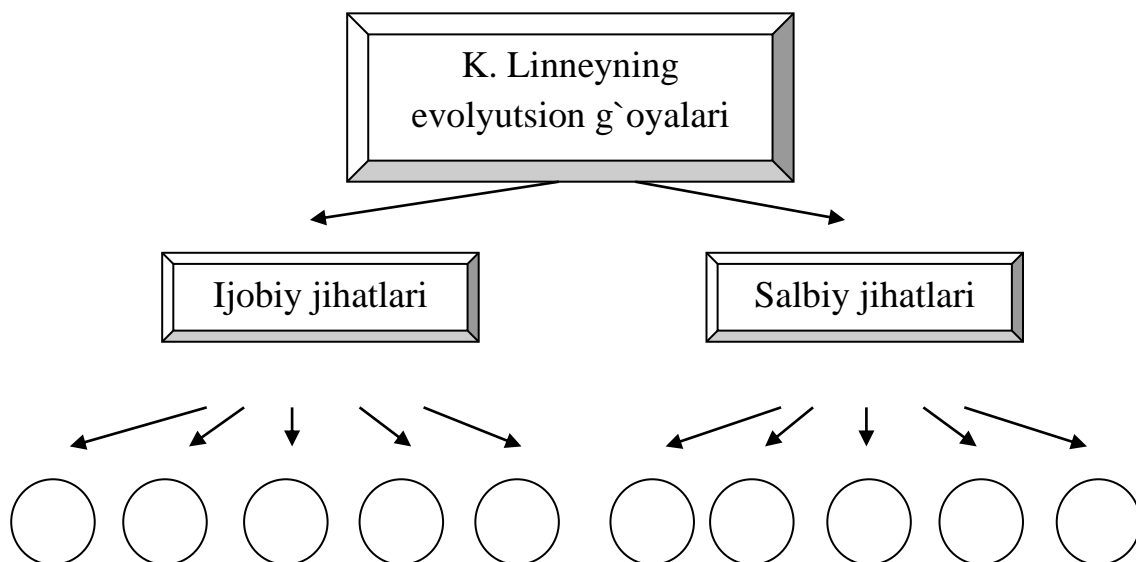 K. Linneyning
evolyutsion g`oyalari
Ijobiy jihatlari
Salbiy jihatlari